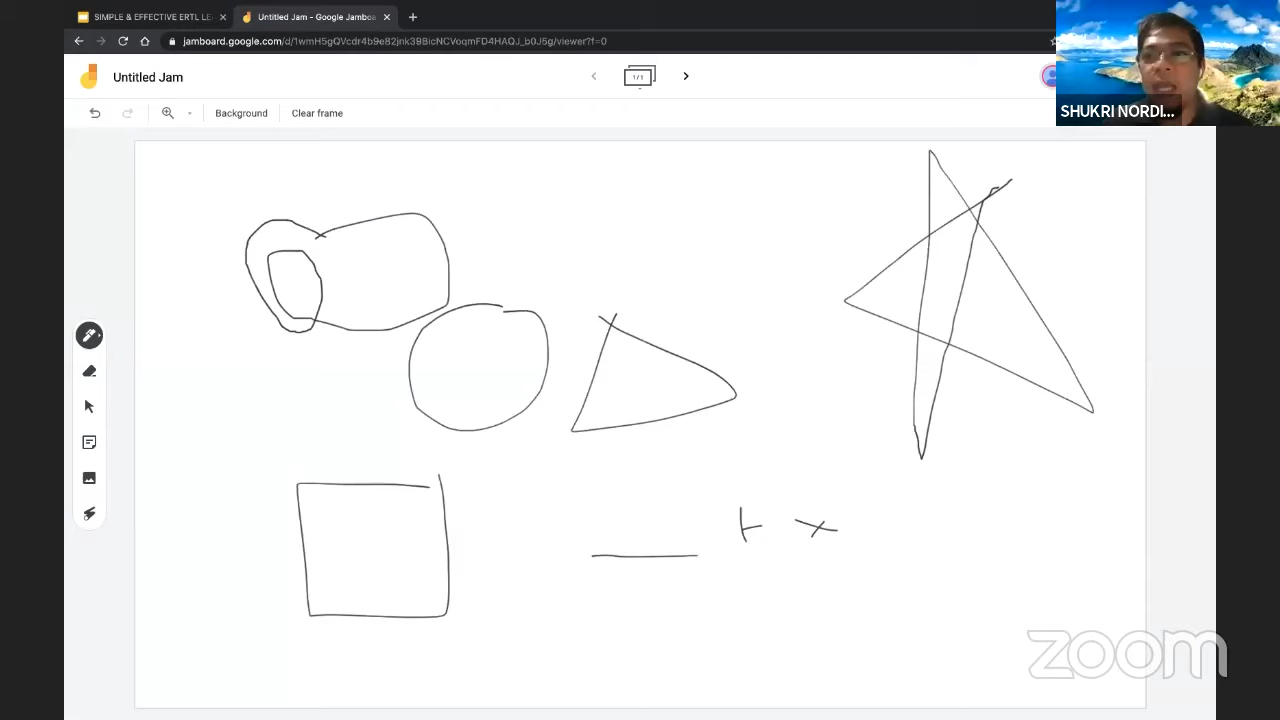 SIMPLE & EFFECTIVE ERTL LE
Untitled Jam - Google Jamboa
jamboard.google.com/d/1wmH5gQVcdr4b9e82jnk39BicNCVoqmFD4HAQJ_b0J5g/viewer?f=0
Untitled Jam
1/1
Background
Clear frame
SHUKRI NORDI...
+ ×
zoom